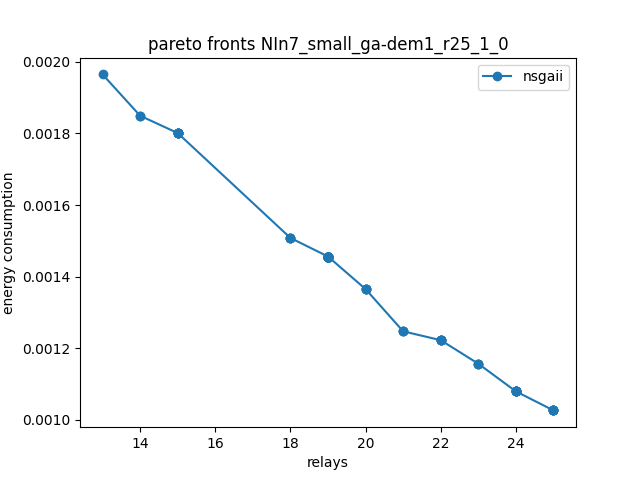 pareto fronts NIn7_small_ga-dem1_r25_1_0
nsgaii
energy consumption
0.0020
0.0018
0.0016
0.0014
0.0012
0.0010
14 16 18 20 22 24
relays